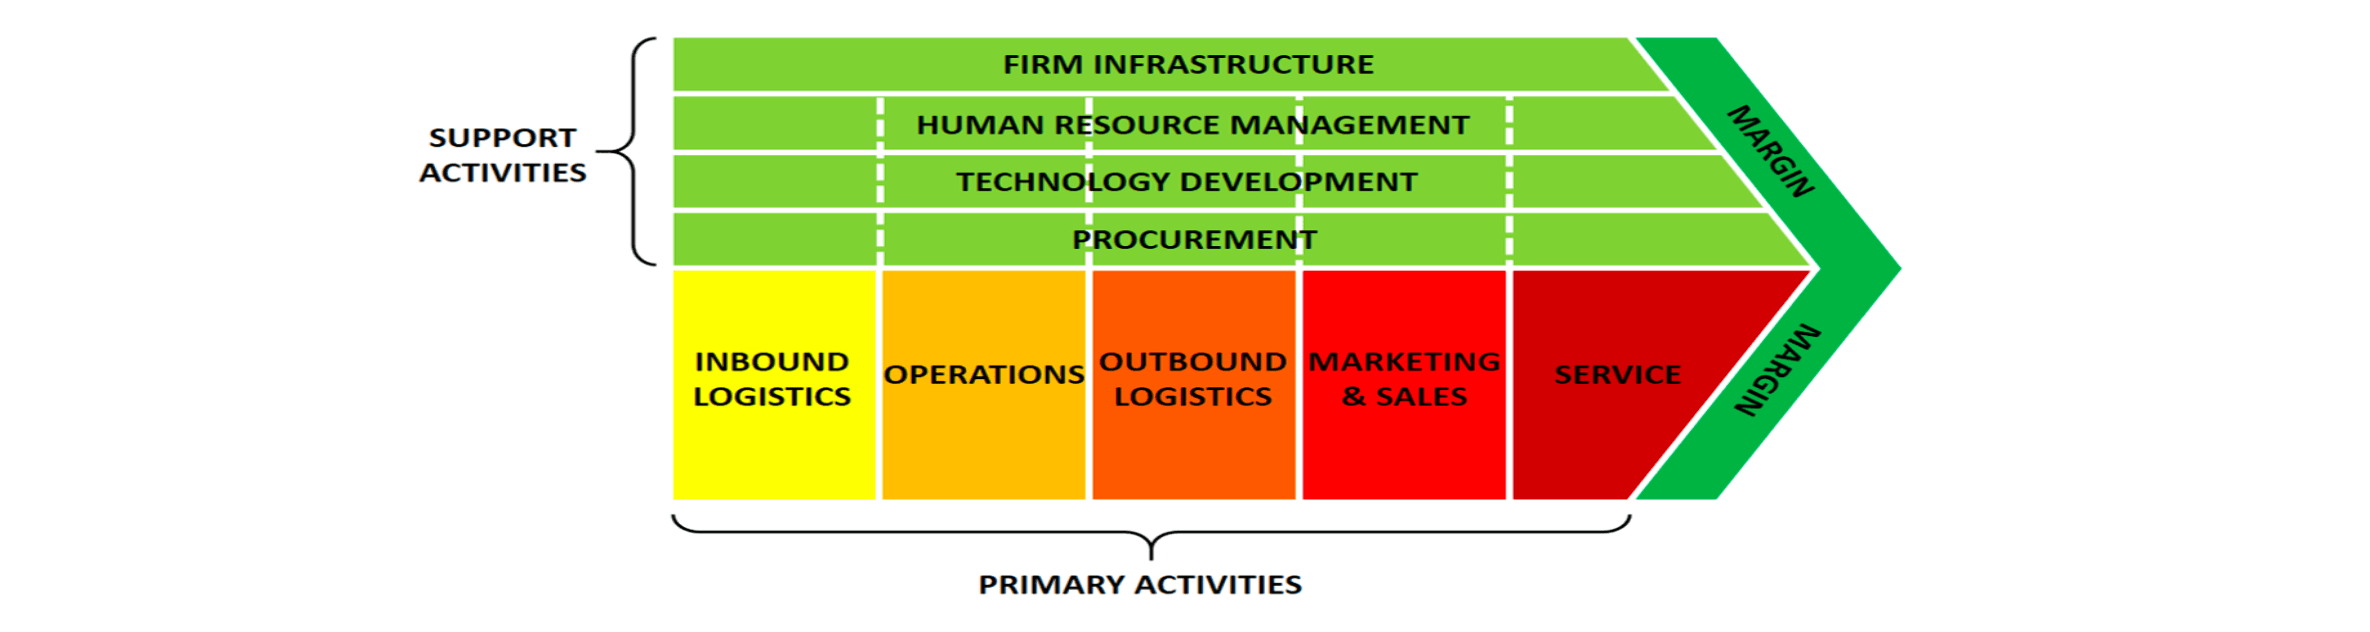 FIRM INFRASTRUCTURE
HUMAN RESOURCE MANAGEMENT
TECHNOLOGY DEVELOPMENT
PROCUREMENT
SUPPORT
ACTIVITIES
MARGIN
INBOUND
LOGISTICS
OPERATIONS
OUTBOUND
LOGISTICS
MARKETING
& SALES
SERVICE
MARGIN
PRIMARY ACTIVITIES